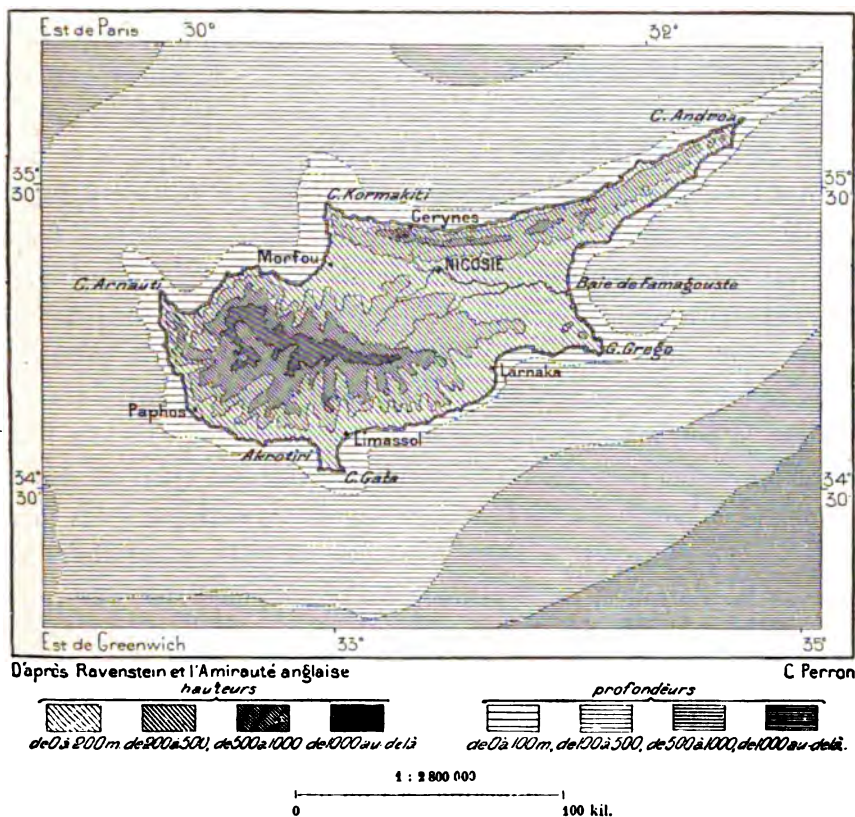 Est de Paris 30° 32°
C. Androa
35° 30' 35° 30'
C. Kormakiti
Cerynes
Morfou NICOSIE
C. Arnauti Baie de Famagouste
G. Grego
Larnaka
Paphos
Limassol
Akrotiri
C. Gata
34° 30' 34° 30'
Est de Greenwich 33° 35°
D'après Ravenstein et l'Amirauté anglaise C. Perron
hauteurs profondeurs
de 0 à 200 m. de 200 à 500, de 500 à 1000 de 1000 au-delà de 0 à 100 m, de 100 à 500, de 500 à 1000, de 1000 au-delà.
1 : 2 800 000
0 100 kil.